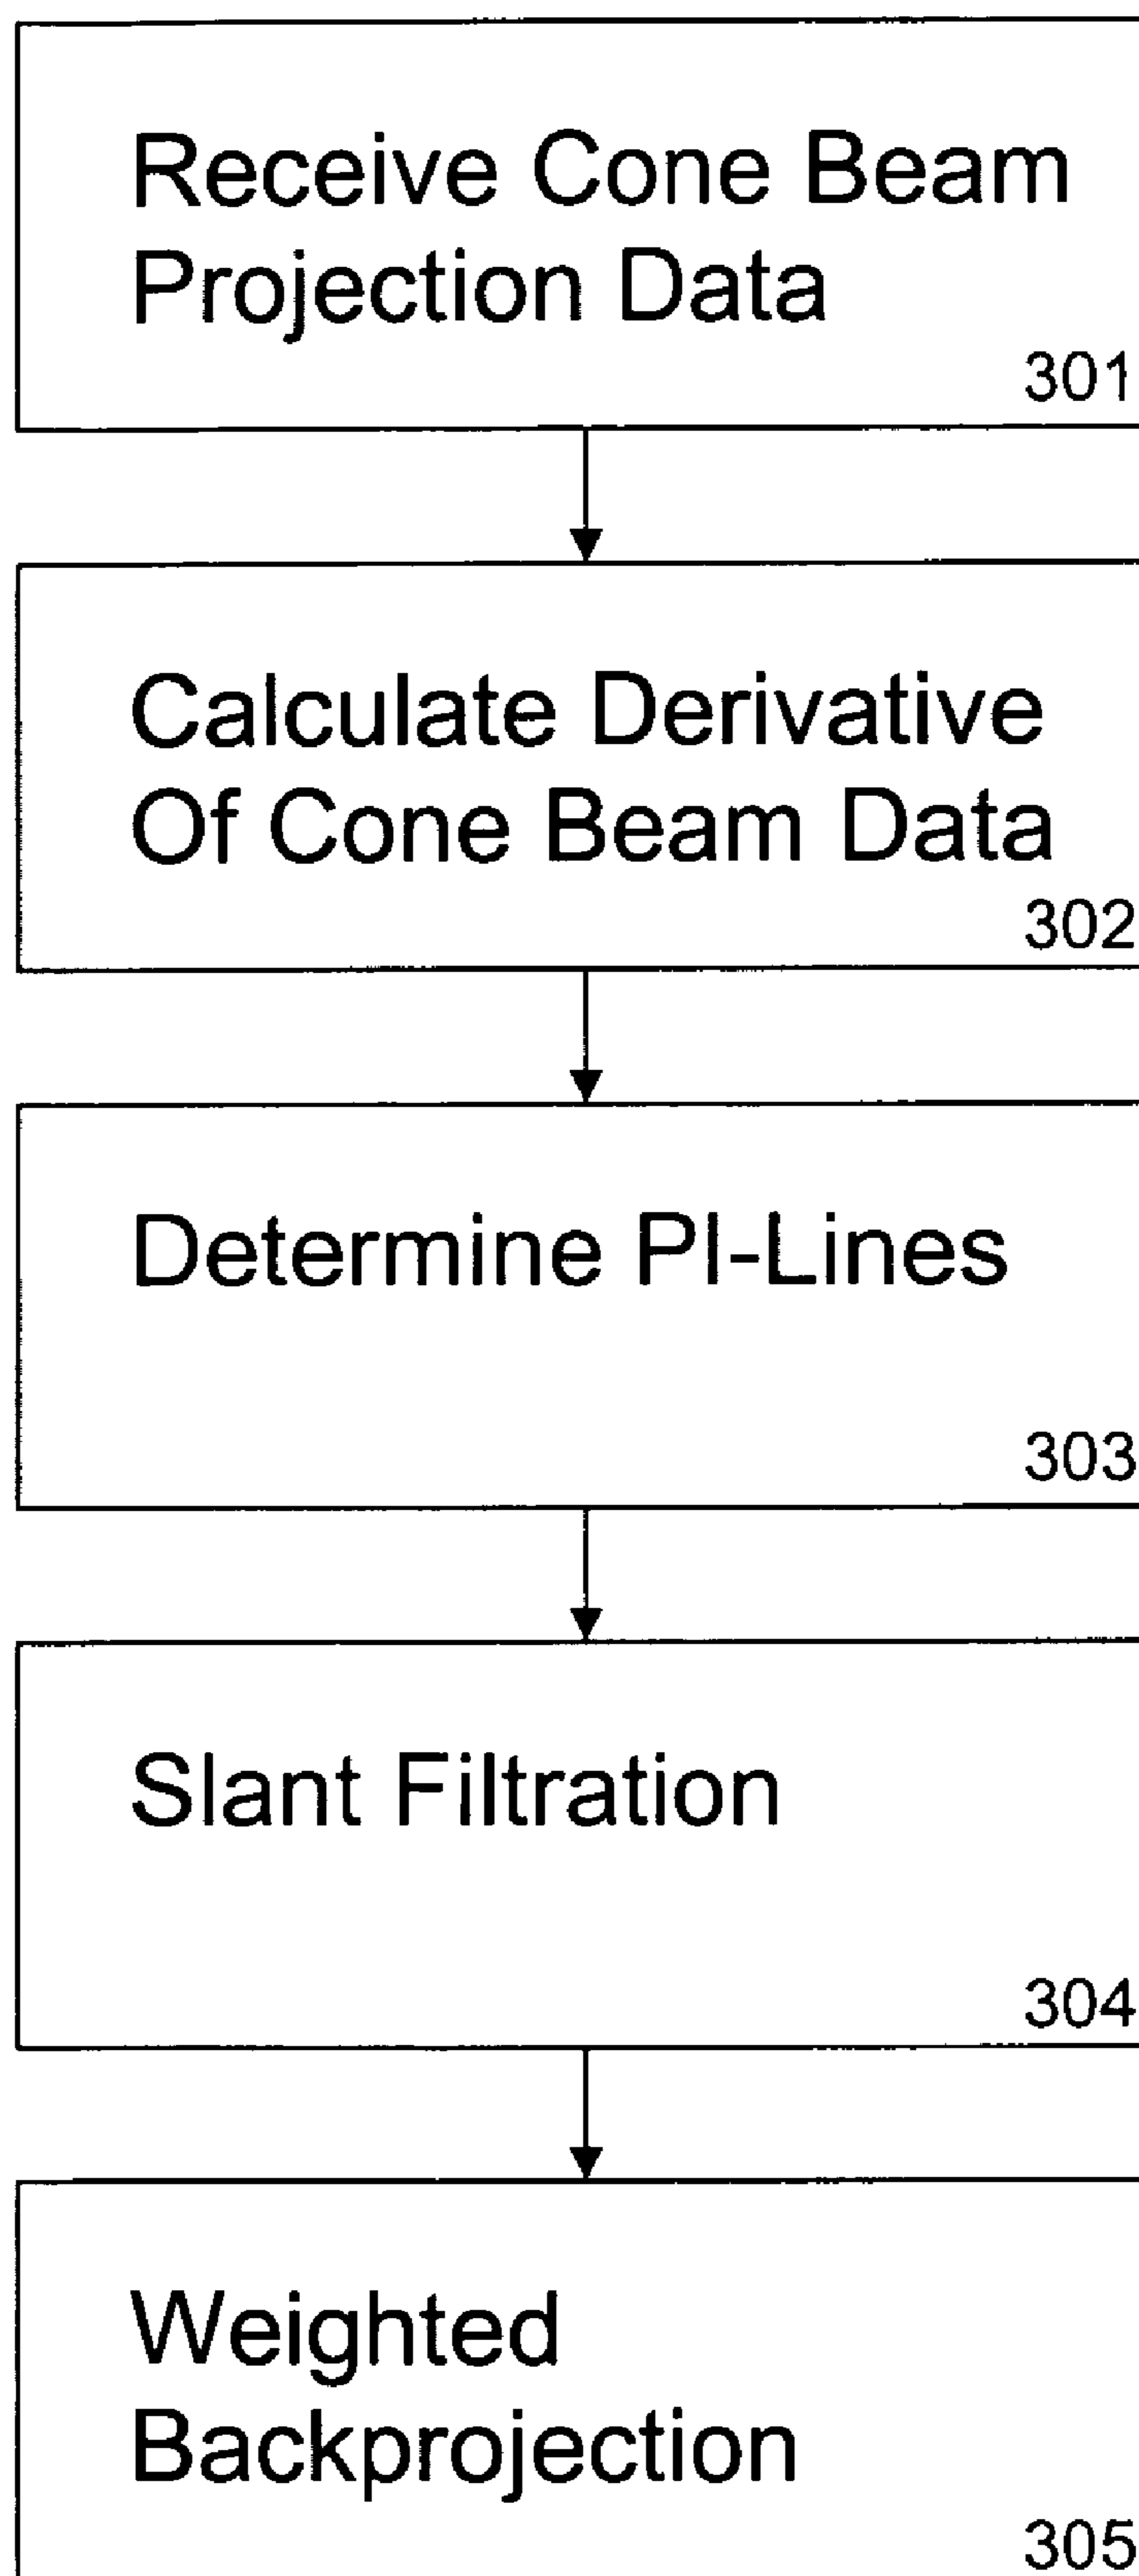 Receive Cone Beam
Projection Data
301
Calculate Derivative
Of Cone Beam Data
302
Determine PI-Lines
303
Slant Filtration
304
Weighted
Backprojection
305